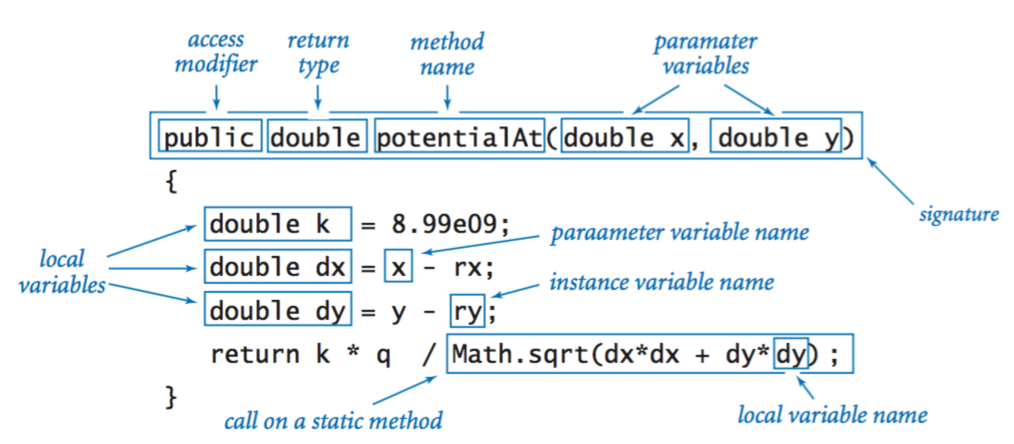 access modifier
return type
method name
paramater variables
public double potentialAt(double x, double y)
signature
{
double k = 8.99e09;
paraameter variable name
local variables
double dx = x - rx;
instance variable name
double dy = y - ry;
return k * q / Math.sqrt(dx*dx + dy*dy) ;
}
call on a static method
local variable name